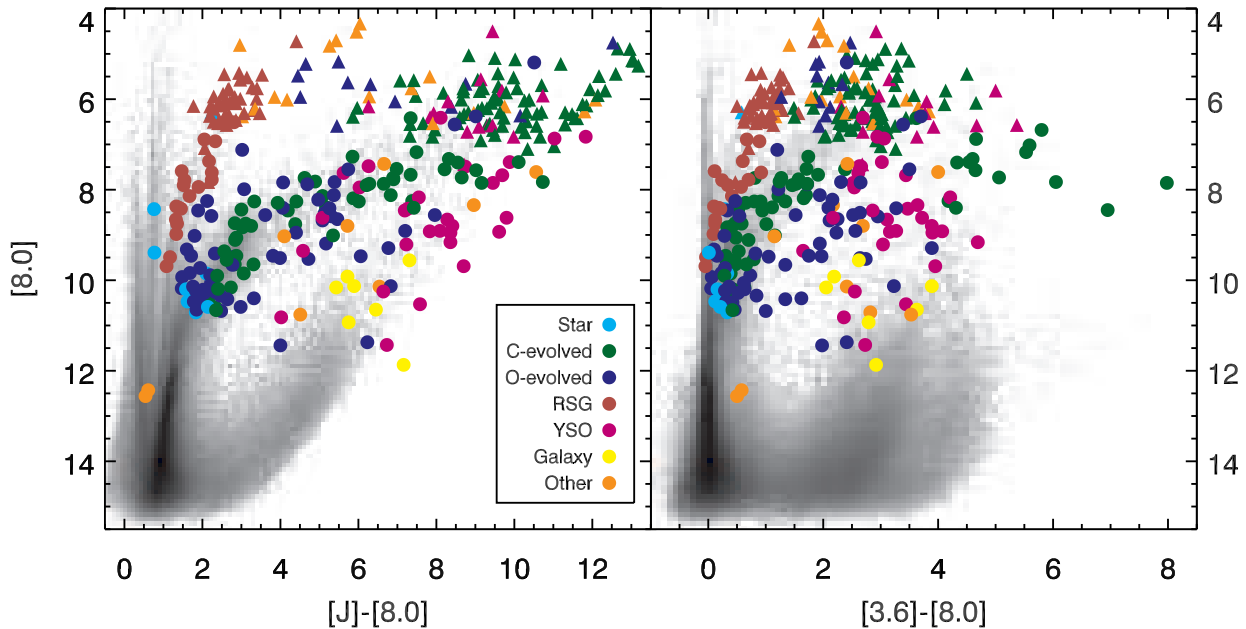 4 4
6 6
8 8
10 10
12 12
14 14
[8.0]
Star
C-evolved
O-evolved
RSG
YSO
Galaxy
Other
0 2 4 6 8 10 12 0 2 4 6 8
[J]-[8.0] [3.6]-[8.0]